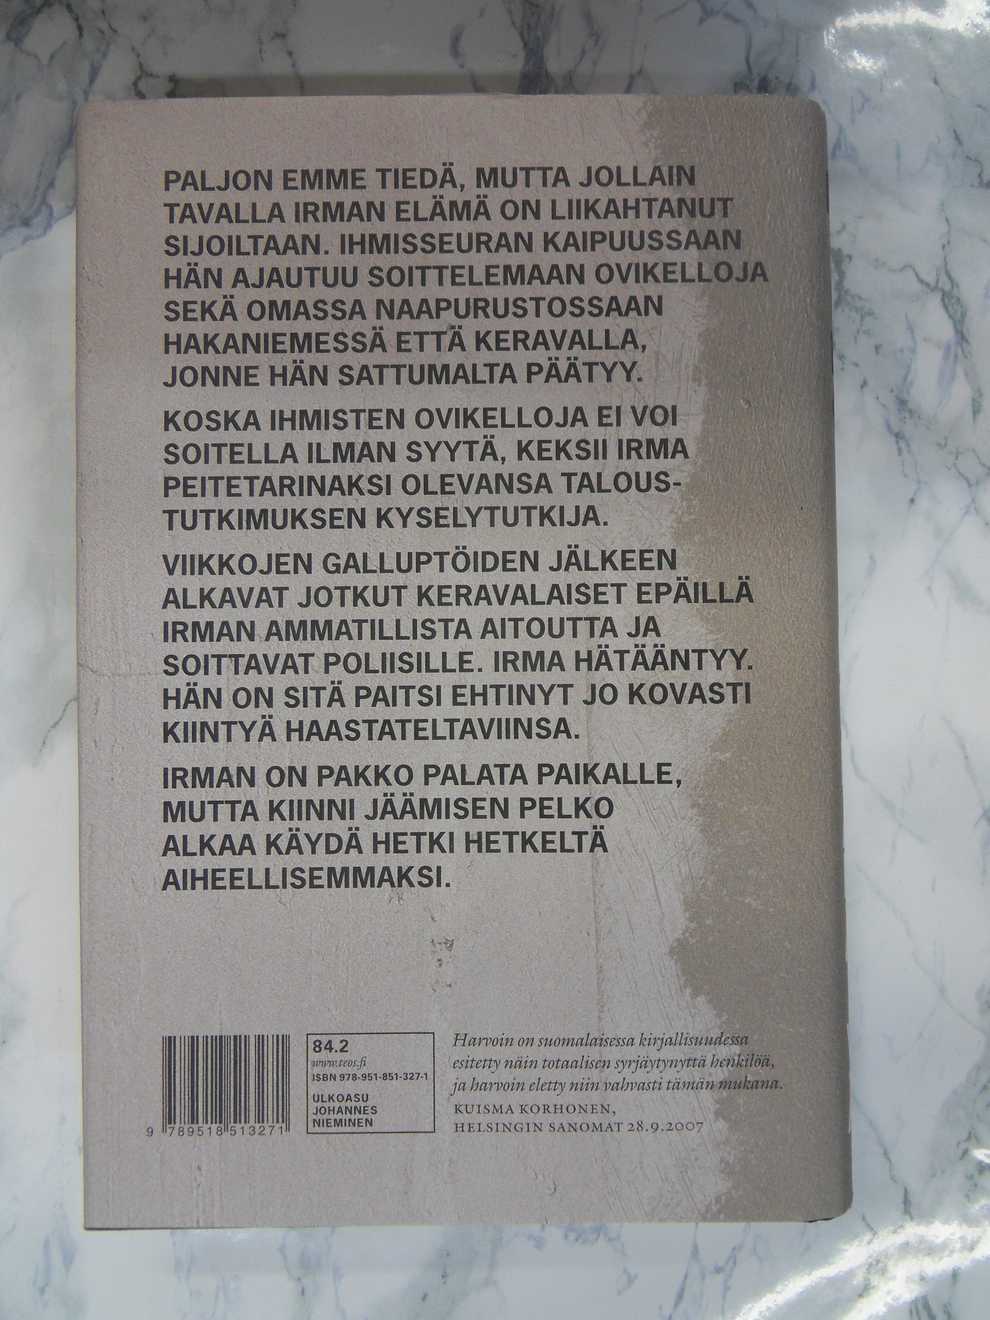 PALJON EMME TIEDÄ, MUTTA JOLLAIN
TAVALLA IRMAN ELÄMÄ ON LIIKAHTANUT
SIJOILTAAN. IHMISSEURAN KAIPUUSSAAN
HÄN AJAUTUU SOITTELEMAAN OVIKELLOJA
SEKÄ OMASSA NAAPURUSTOSSAAN
HAKANIEMESSÄ ETTÄ KERAVALLA,
JONNE HÄN SATTUMALTA PÄÄTYY.
KOSKA IHMISTEN OVIKELLOJA EI VOI
SOITELLA ILMAN SYYTÄ, KEKSII IRMA
PEITETARINAKSI OLEVANSA TALOUS-
TUTKIMUKSEN KYSELYTUTKIJA.
VIIKKOJEN GALLUPTÖIDEN JÄLKEEN
ALKAVAT JOTKUT KERAVALAISET EPÄILLÄ
IRMAN AMMATILLISTA AITOUTTA JA
SOITTAVAT POLIISILLE. IRMA HÄTÄÄNTYY.
HÄN ON SITÄ PAITSI EHTINYT JO KOVASTI
KIINTYÄ HAASTATELTAVIINSA.
IRMAN ON PAKKO PALATA PAIKALLE,
MUTTA KIINNI JÄÄMISEN PELKO
ALKAA KÄYDÄ HETKI HETKELTÄ
AIHEELLISEMMAKSI.
9 789518 513271
84.2
www.teos.fi
ISBN 978-951-851-327-1
ULKOASU
JOHANNES
NIEMINEN
Harvoin on suomalaisessa kirjallisuudessa
esitetty näin totaalisen syrjäytynyttä henkilöä,
ja harvoin eletty niin vahvasti tämän mukana.
KUISMA KORHONEN,
HELSINGIN SANOMAT 28.9.2007